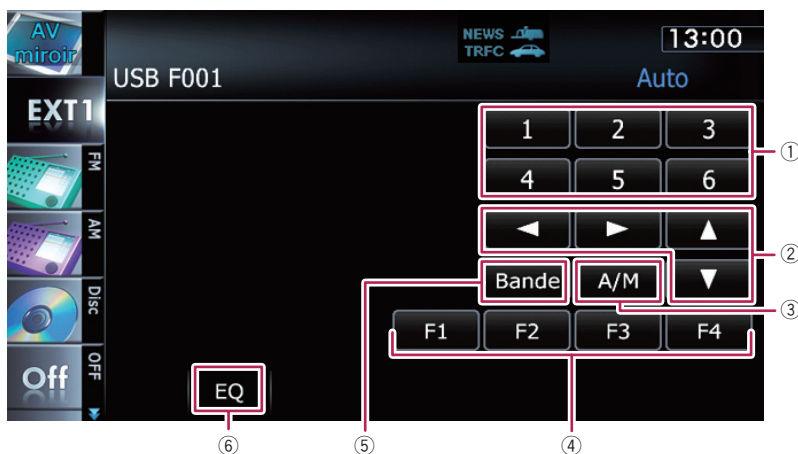 AV
miroir
NEWS
TRFC
13:00
USB F001
Auto
EXT1
1 2 3
①
FM
4 5 6
◄ ► ▲
②
AM
Bande A/M ▼
③
Disc
F1 F2 F3 F4
Off
OFF
EQ
⑥ ⑤ ④